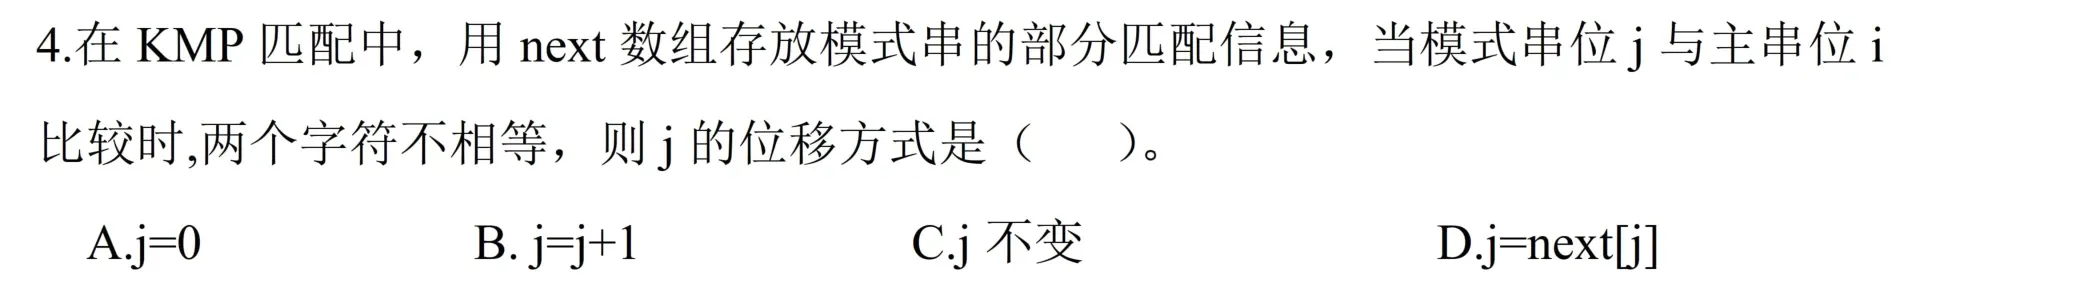 4.在 KMP 匹配中，用 next 数组存放模式串的部分匹配信息，当模式串位 j 与主串位 i
比较时,两个字符不相等，则 j 的位移方式是（    ）。
A.j=0    B. j=j+1    C.j 不变    D.j=next[j]